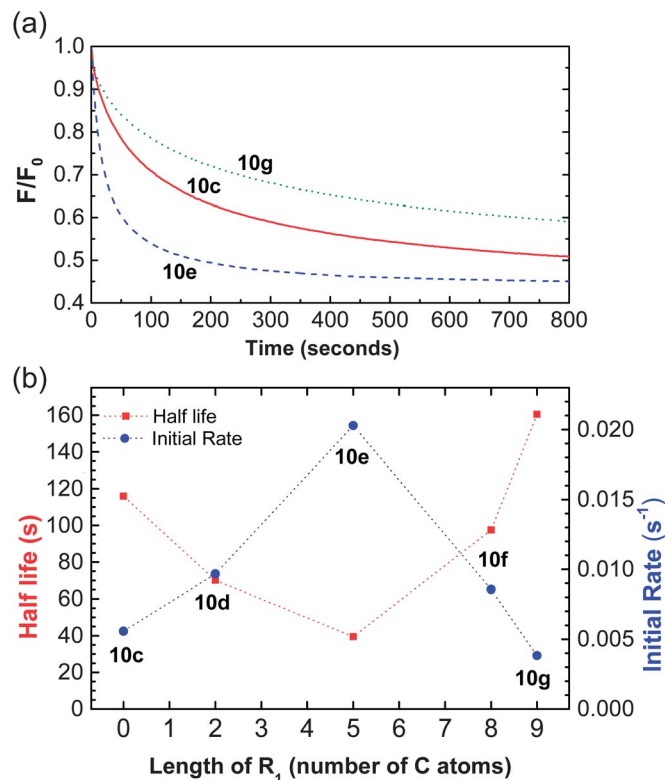 (a)
1.0
0.9
0.8
0.7
0.6
0.5
0.4
F/F₀
10g
10c
10e
0 100 200 300 400 500 600 700 800
Time (seconds)
(b)
160
140
120
100
80
60
40
20
0
Half life (s)
Half life
Initial Rate
10c
10d
10e
10f
10g
0.020
0.015
0.010
0.005
0.000
Initial Rate (s⁻¹)
0 1 2 3 4 5 6 7 8 9
Length of R₁ (number of C atoms)